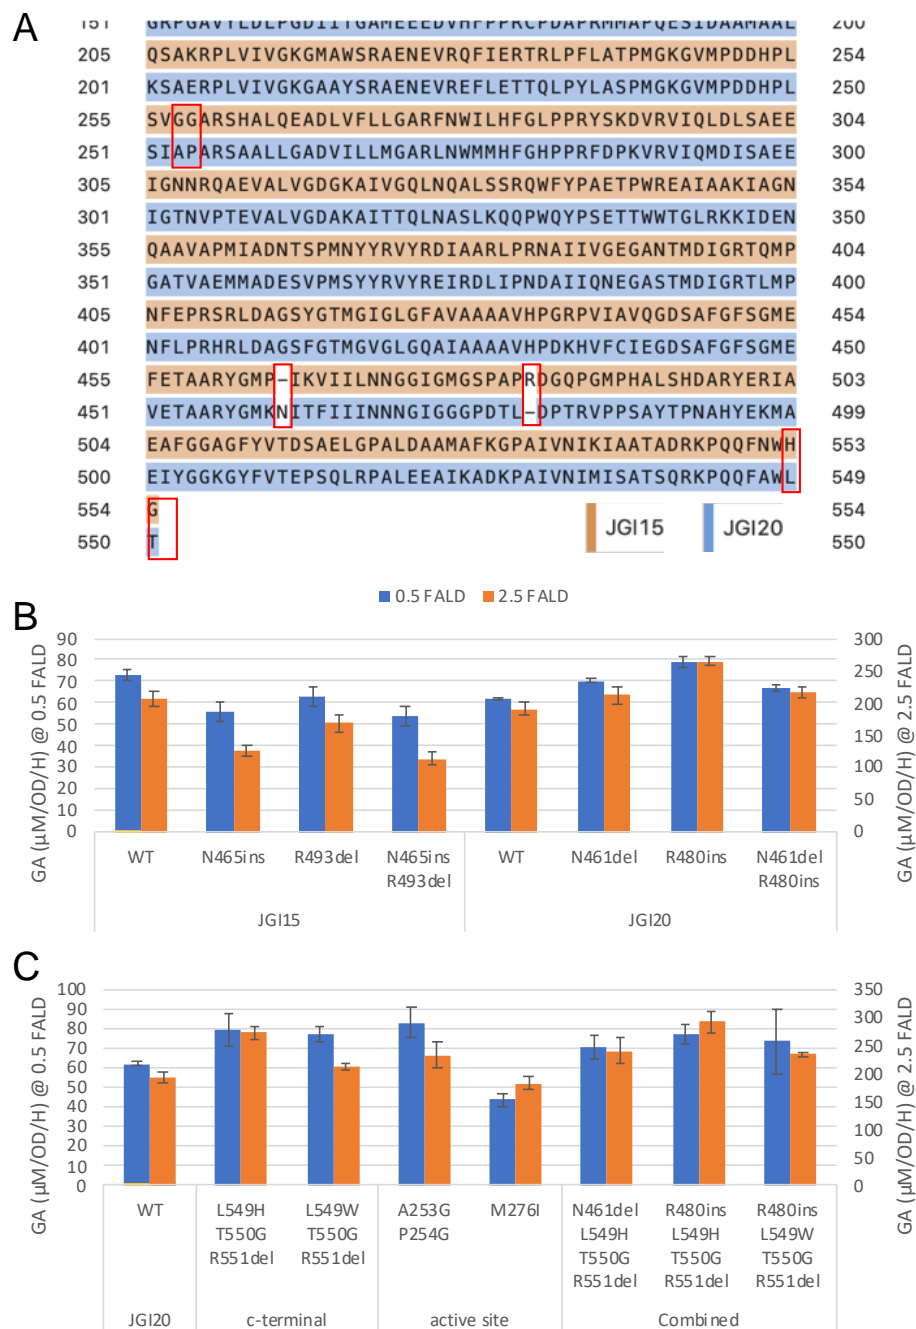 A
151 GRPGAVYLDLPGDIITGAMEEEDVHFPPRCPDAPRMMAPQESIDAAMAAL 200
205 QSAKRPLVIVGKGMAWSRAENEVRQFIERTRLPFLATPMGKGVMPDDHPL 254
201 KSAERPLVIVGKGAAYSRAENEVREFLETTQLPYLASPMGKGVMPDDHPL 250
255 SVGGARSHALQEADLVFLLGARFNWILHFGLPPRYSKDVRVIQLDLSAEE 304
251 SIAPARSAALLGADVILLMGARLNWMMHFGHPPRFDPKVRVIQMDISAEE 300
305 IGNNRQAEVALVGDGKAIVGQLNQALSSRQWFYPAETPWREAIAAKIAGN 354
301 IGTNVPTEVALVGDAKAITTQLNASLKQQPWQYPSETTWWTGLRKKIDEN 350
355 QAAVAPMIADNTSPMNYYRVYRDIAARLPRNAIIVGEGANTMDIGRTQMP 404
351 GATVAEMMADESVPMSYYRVYREIRDLIPNDAIIQNEGASTMDIGRTLMP 400
405 NFEPRSRLDAGSYGTMGIGLGFAVAAAAVHPGRPVIAVQGDSAFGFSGME 454
401 NFLPRHRLDAGSFGTMGVGLGQAIAAAAVHPDKHVFCIEGDSAFGFSGME 450
455 FETAARYGMP–IKVIILNNGGIGMGSPAPRDGQPGMPHALSHDARYERIA 503
451 VETAARYGMKNITFIIINNNGIGGGPDTL–DPTRVPPSAYTPNAHYEKMA 499
504 EAFGGAGFYVTDSAELGPALDAAMAFKGPAIVNIKIAATADRKPQQFNWH 553
500 EIYGGKGYFVTEPSQLRPALEEAIKADKPAIVNIMISATSQRKPQQFAWL 549
554 G 554
550 T 550
JGI15 JGI20
0.5 FALD 2.5 FALD
B
GA (μM/OD/H) @ 0.5 FALD
90
80
70
60
50
40
30
20
10
0
300
250
200
150
100
50
0
GA (μM/OD/H) @ 2.5 FALD
WT N465ins R493del N465ins WT N461del R480ins N461del
R493del R480ins
JGI15 JGI20
C
GA (μM/OD/H) @ 0.5 FALD
100
90
80
70
60
50
40
30
20
10
0
350
300
250
200
150
100
50
0
GA (μM/OD/H) @ 2.5 FALD
WT L549H L549W A253G M276I N461del R480ins R480ins
T550G T550G P254G L549H L549H L549W
R551del R551del T550G T550G T550G
R551del R551del R551del
JGI20 c-terminal active site Combined